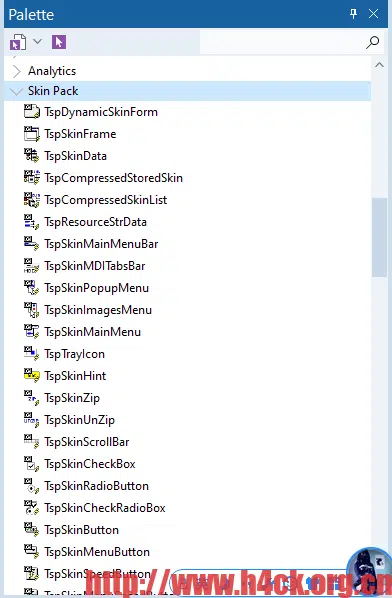 Palette
Analytics
Skin Pack
TspDynamicSkinForm
TspSkinFrame
TspSkinData
TspCompressedStoredSkin
TspCompressedSkinList
TspResourceStrData
TspSkinMainMenuBar
TspSkinMDITabsBar
TspSkinPopupMenu
TspSkinImagesMenu
TspSkinMainMenu
TspTrayIcon
TspSkinHint
TspSkinZip
TspSkinUnZip
TspSkinScrollBar
TspSkinCheckBox
TspSkinRadioButton
TspSkinCheckRadioBox
TspSkinButton
TspSkinMenuButton
TspSkinSpeedButton
http://www.h4ck.org.cn